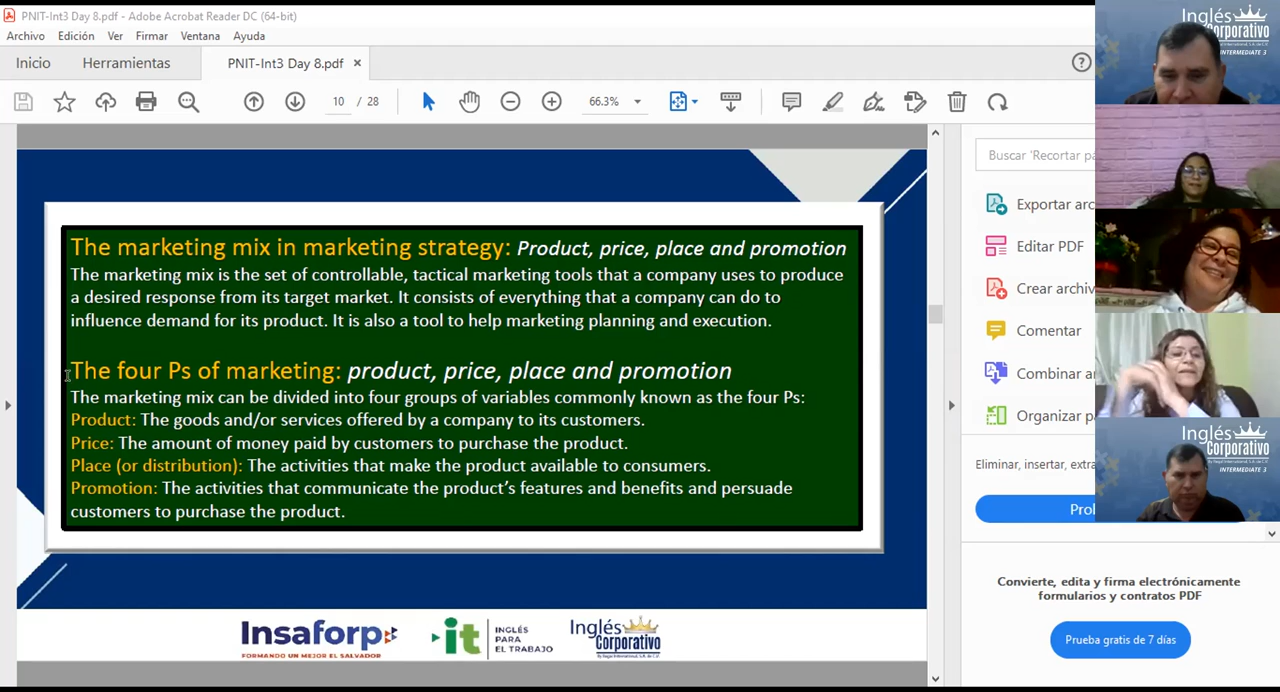 PNIT-Int3 Day 8.pdf - Adobe Acrobat Reader DC (64-bit)
Archivo Edición Ver Firmar Ventana Ayuda
Inicio Herramientas PNIT-Int3 Day 8.pdf ×
10 / 28 66.3%
The marketing mix in marketing strategy: Product, price, place and promotion
The marketing mix is the set of controllable, tactical marketing tools that a company uses to produce
a desired response from its target market. It consists of everything that a company can do to
influence demand for its product. It is also a tool to help marketing planning and execution.
The four Ps of marketing: product, price, place and promotion
The marketing mix can be divided into four groups of variables commonly known as the four Ps:
Product: The goods and/or services offered by a company to its customers.
Price: The amount of money paid by customers to purchase the product.
Place (or distribution): The activities that make the product available to consumers.
Promotion: The activities that communicate the product's features and benefits and persuade
customers to purchase the product.
Insaforp
FORMANDO UN MEJOR EL SALVADOR
it
INGLÉS
PARA
EL TRABAJO
Inglés
Corporativo
Buscar 'Recortar pá
Exportar arc
Editar PDF
Crear archiv
Comentar
Combinar ar
Organizar p
Eliminar, insertar, extra
Convierte, edita y firma electrónicamente
formularios y contratos PDF
Prueba gratis de 7 días
Inglés
Corporativo
INTERMEDIATE 3
Inglés
Corporativo
INTERMEDIATE 3